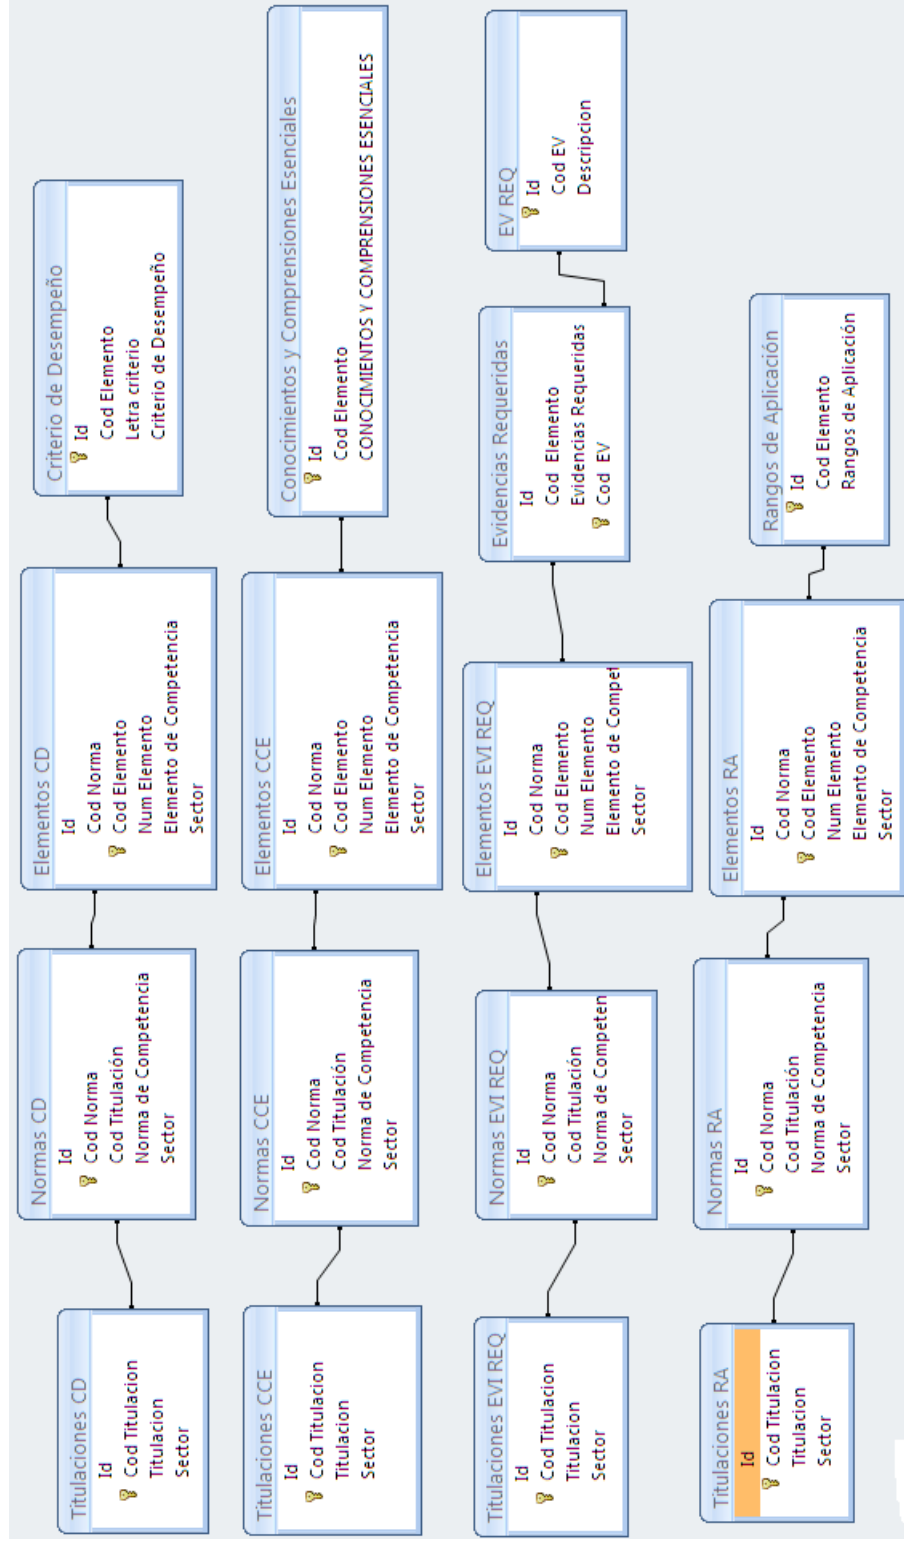 Titulaciones CD
Id
Cod Titulacion
Titulacion
Sector
Normas CD
Id
Cod Norma
Cod Titulación
Norma de Competencia
Sector
Elementos CD
Id
Cod Norma
Cod Elemento
Num Elemento
Elemento de Competencia
Sector
Criterio de Desempeño
Id
Cod Elemento
Letra criterio
Criterio de Desempeño
Titulaciones CCE
Id
Cod Titulacion
Titulacion
Sector
Normas CCE
Id
Cod Norma
Cod Titulación
Norma de Competencia
Sector
Elementos CCE
Id
Cod Norma
Cod Elemento
Num Elemento
Elemento de Competencia
Sector
Conocimientos y Comprensiones Esenciales
Id
Cod Elemento
CONOCIMIENTOS Y COMPRENSIONES ESENCIALES
Titulaciones EVI REQ
Id
Cod Titulacion
Titulacion
Sector
Normas EVI REQ
Id
Cod Norma
Cod Titulación
Norma de Competen
Sector
Elementos EVI REQ
Id
Cod Norma
Cod Elemento
Num Elemento
Elemento de Compet
Sector
Evidencias Requeridas
Id
Cod Elemento
Evidencias Requeridas
Cod EV
EV REQ
Id
Cod EV
Descripcion
Titulaciones RA
Id
Cod Titulacion
Titulacion
Sector
Normas RA
Id
Cod Norma
Cod Titulación
Norma de Competencia
Sector
Elementos RA
Id
Cod Norma
Cod Elemento
Num Elemento
Elemento de Competencia
Sector
Rangos de Aplicación
Id
Cod Elemento
Rangos de Aplicación